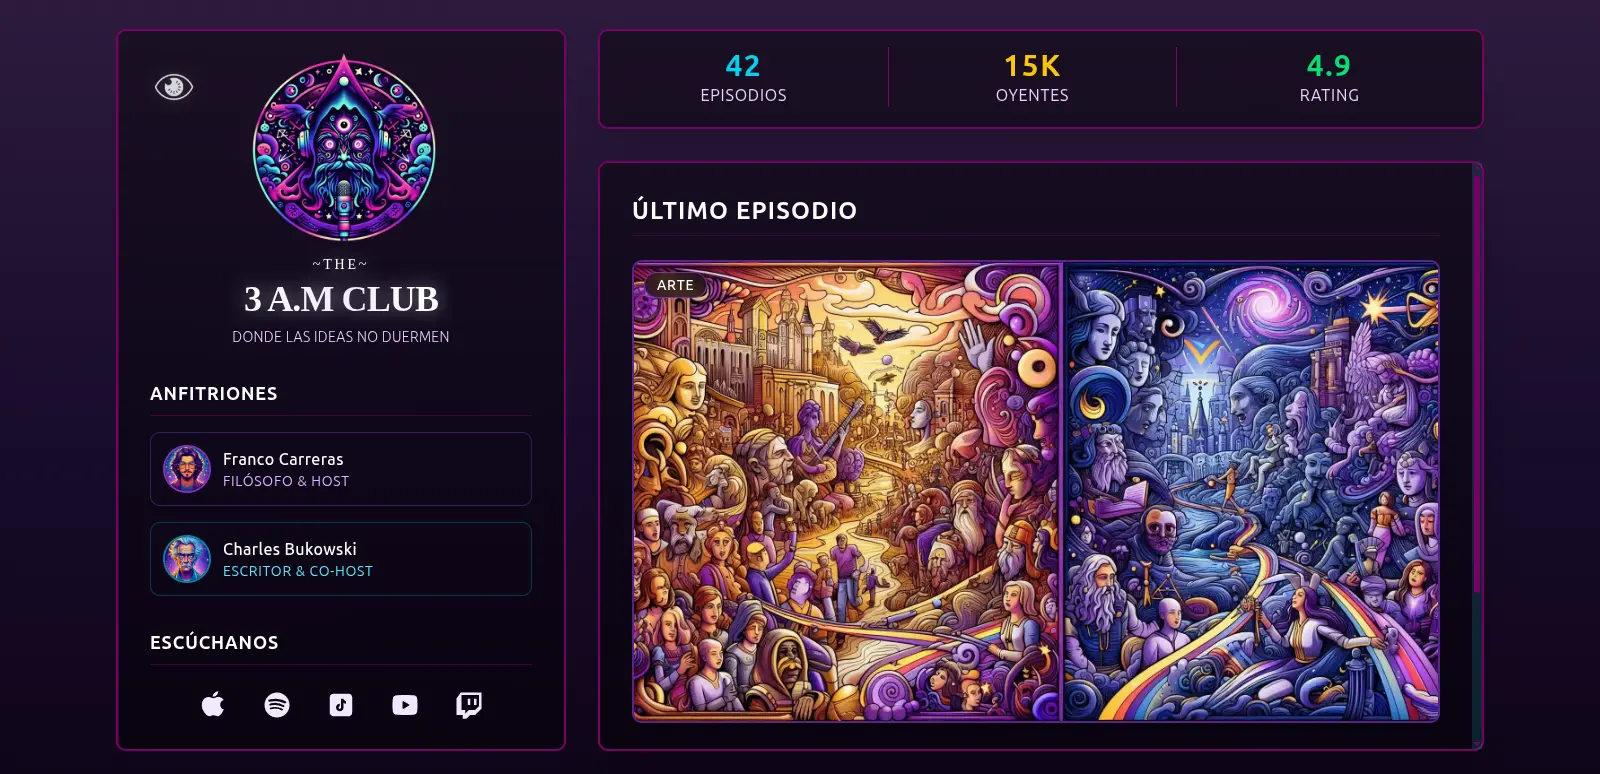 ~THE~
3 A.M CLUB
DONDE LAS IDEAS NO DUERMEN
ANFITRIONES
Franco Carreras
FILÓSOFO & HOST
Charles Bukowski
ESCRITOR & CO-HOST
ESCÚCHANOS
42
EPISODIOS
15K
OYENTES
4.9
RATING
ÚLTIMO EPISODIO
ARTE